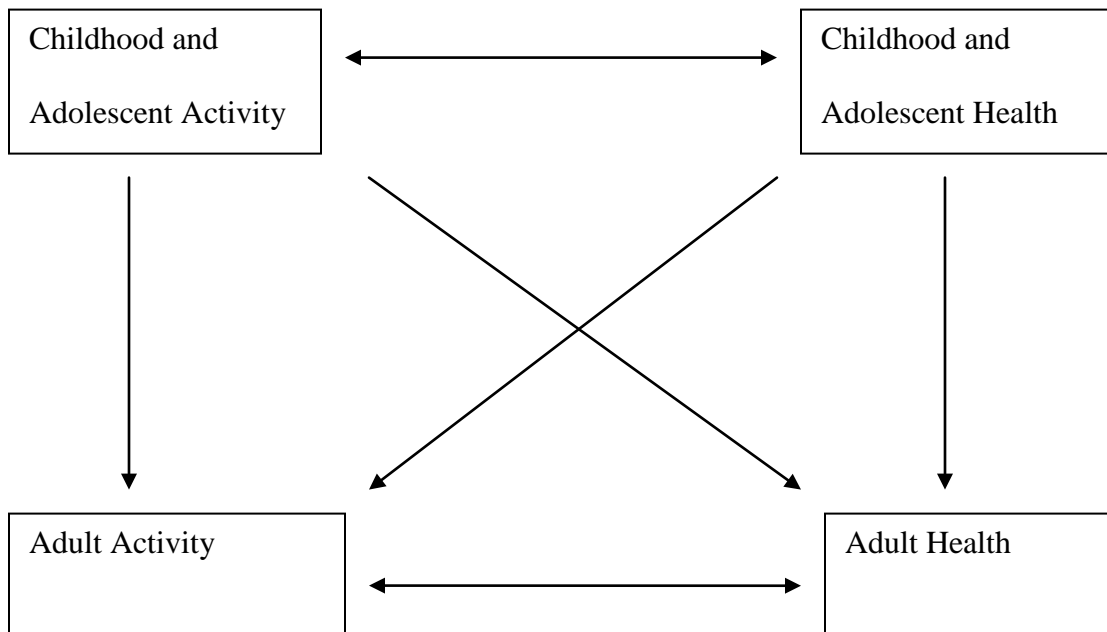 Childhood and
Adolescent Activity
Childhood and
Adolescent Health
Adult Activity
Adult Health